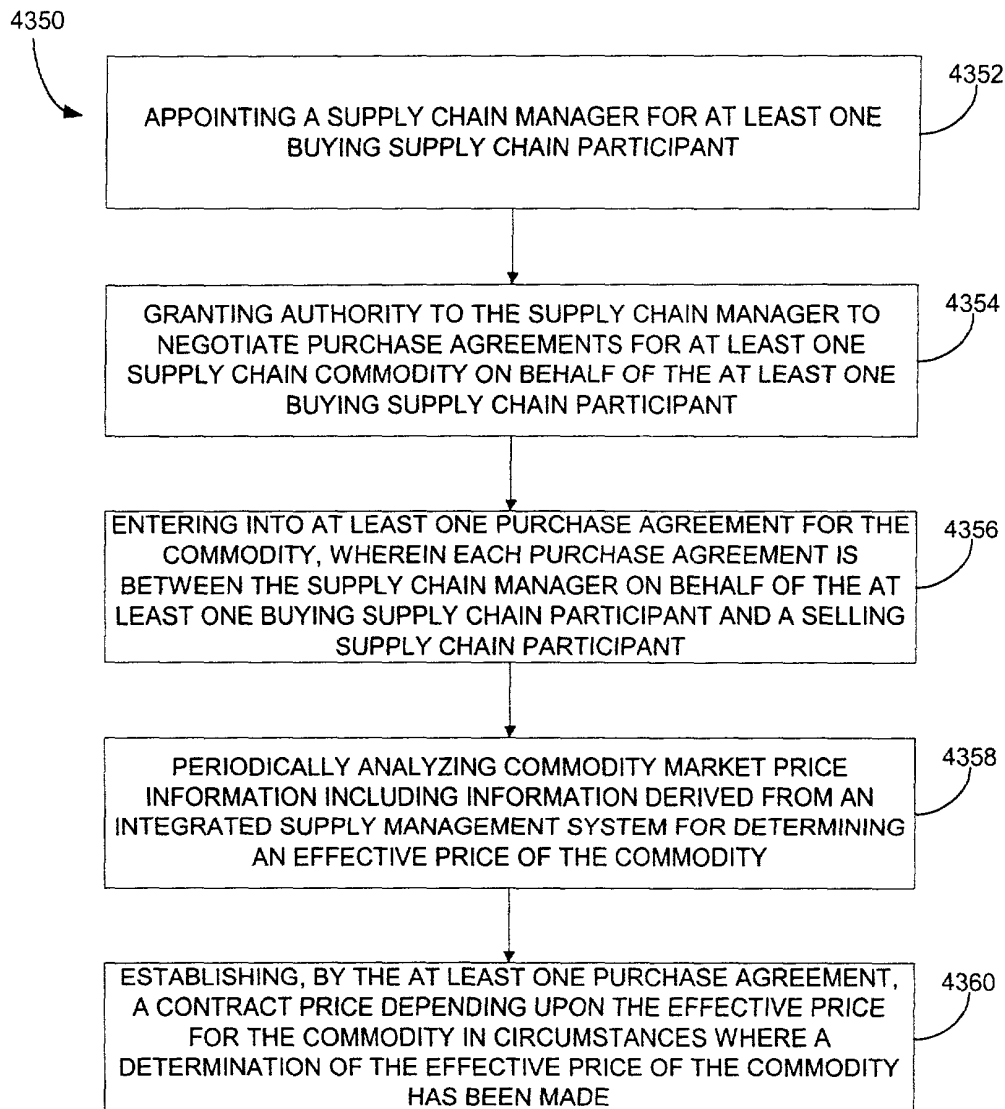 4350
4352
APPOINTING A SUPPLY CHAIN MANAGER FOR AT LEAST ONE
BUYING SUPPLY CHAIN PARTICIPANT
4354
GRANTING AUTHORITY TO THE SUPPLY CHAIN MANAGER TO
NEGOTIATE PURCHASE AGREEMENTS FOR AT LEAST ONE
SUPPLY CHAIN COMMODITY ON BEHALF OF THE AT LEAST ONE
BUYING SUPPLY CHAIN PARTICIPANT
4356
ENTERING INTO AT LEAST ONE PURCHASE AGREEMENT FOR THE
COMMODITY, WHEREIN EACH PURCHASE AGREEMENT IS
BETWEEN THE SUPPLY CHAIN MANAGER ON BEHALF OF THE AT
LEAST ONE BUYING SUPPLY CHAIN PARTICIPANT AND A SELLING
SUPPLY CHAIN PARTICIPANT
4358
PERIODICALLY ANALYZING COMMODITY MARKET PRICE
INFORMATION INCLUDING INFORMATION DERIVED FROM AN
INTEGRATED SUPPLY MANAGEMENT SYSTEM FOR DETERMINING
AN EFFECTIVE PRICE OF THE COMMODITY
4360
ESTABLISHING, BY THE AT LEAST ONE PURCHASE AGREEMENT,
A CONTRACT PRICE DEPENDING UPON THE EFFECTIVE PRICE
FOR THE COMMODITY IN CIRCUMSTANCES WHERE A
DETERMINATION OF THE EFFECTIVE PRICE OF THE COMMODITY
HAS BEEN MADE